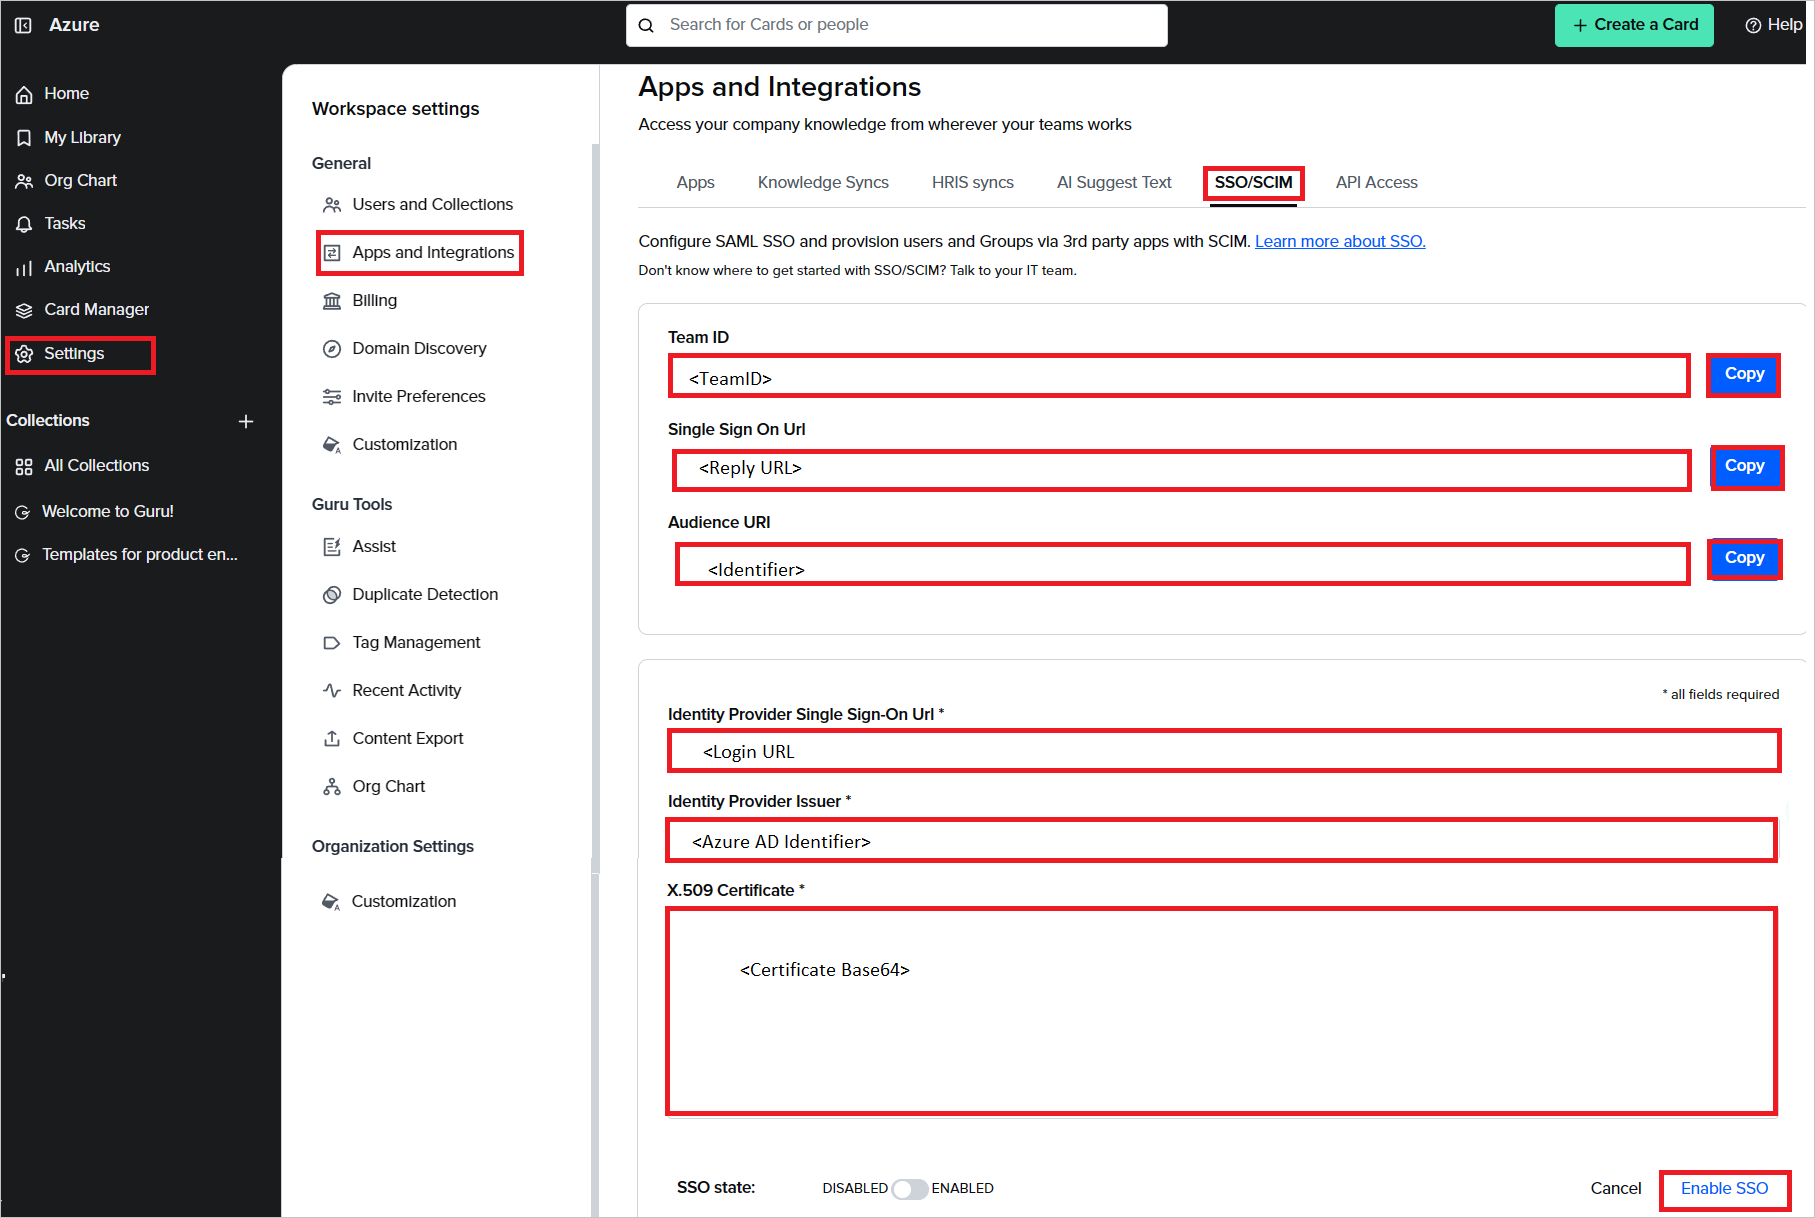 Azure
Search for Cards or people
+ Create a Card
Help
Home
My Library
Org Chart
Tasks
Analytics
Card Manager
Settings
Collections
All Collections
Welcome to Guru!
Templates for product en...
Workspace settings
General
Users and Collections
Apps and Integrations
Billing
Domain Discovery
Invite Preferences
Customization
Guru Tools
Assist
Duplicate Detection
Tag Management
Recent Activity
Content Export
Org Chart
Organization Settings
Customization
Apps and Integrations
Access your company knowledge from wherever your teams works
Apps
Knowledge Syncs
HRIS syncs
AI Suggest Text
SSO/SCIM
API Access
Configure SAML SSO and provision users and Groups via 3rd party apps with SCIM. Learn more about SSO.
Don't know where to get started with SSO/SCIM? Talk to your IT team.
Team ID
<TeamID>
Copy
Single Sign On Url
<Reply URL>
Copy
Audience URI
<Identifier>
Copy
* all fields required
Identity Provider Single Sign-On Url *
<Login URL
Identity Provider Issuer *
<Azure AD Identifier>
X.509 Certificate *
<Certificate Base64>
SSO state:
DISABLED
ENABLED
Cancel
Enable SSO